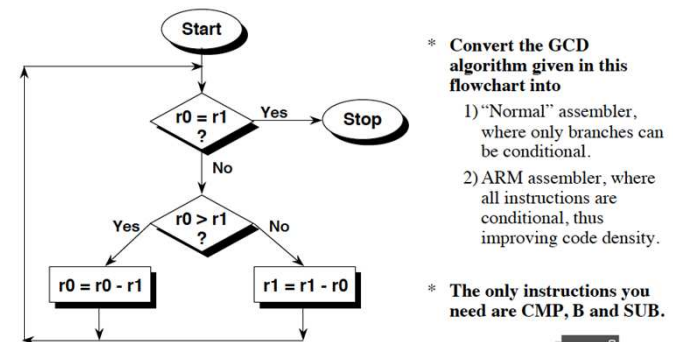 Start
r0 = r1
?
Yes
Stop
No
r0 > r1
?
Yes
No
r0 = r0 - r1
r1 = r1 - r0
* Convert the GCD
algorithm given in this
flowchart into
1) “Normal” assembler,
where only branches can
be conditional.
2) ARM assembler, where
all instructions are
conditional, thus
improving code density.
* The only instructions you
need are CMP, B and SUB.